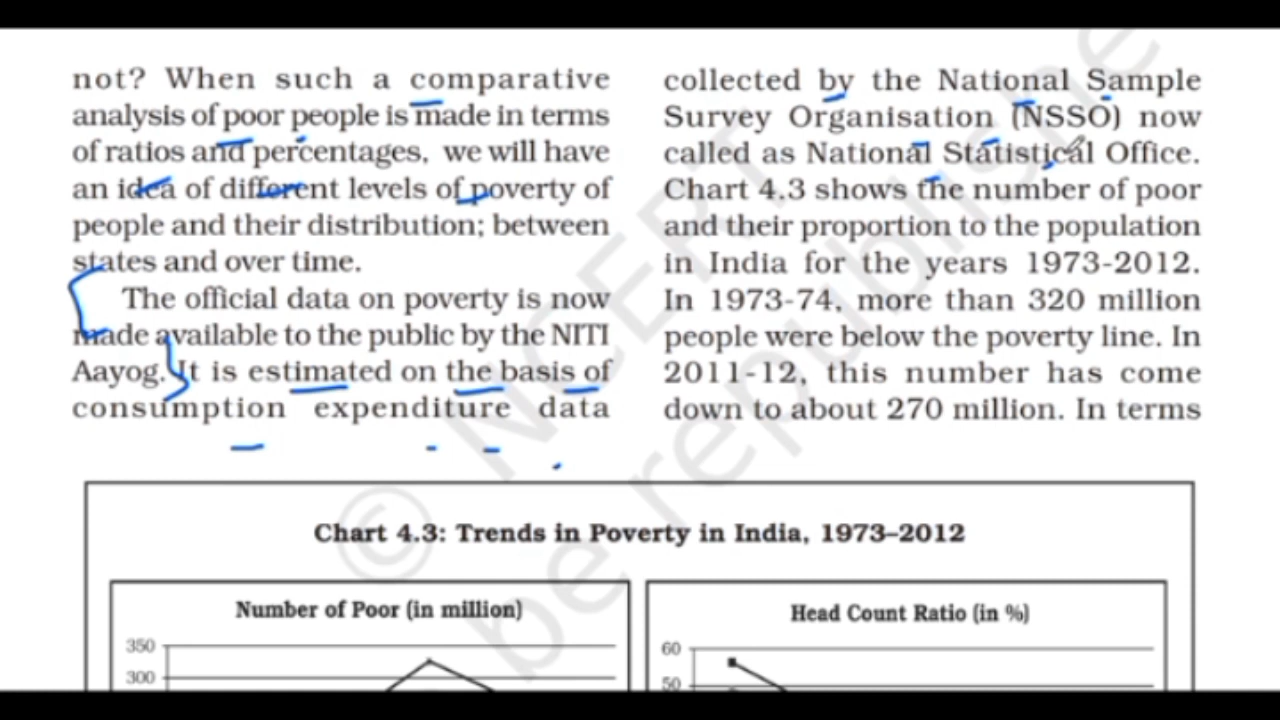 not? When such a comparative
analysis of poor people is made in terms
of ratios and percentages, we will have
an idea of different levels of poverty of
people and their distribution; between
states and over time.
The official data on poverty is now
made available to the public by the NITI
Aayog. It is estimated on the basis of
consumption expenditure data
collected by the National Sample
Survey Organisation (NSSO) now
called as National Statistical Office.
Chart 4.3 shows the number of poor
and their proportion to the population
in India for the years 1973-2012.
In 1973-74, more than 320 million
people were below the poverty line. In
2011-12, this number has come
down to about 270 million. In terms
© NCERT
be republishe
Chart 4.3: Trends in Poverty in India, 1973–2012
Number of Poor (in million)
350
300
Head Count Ratio (in %)
60
50